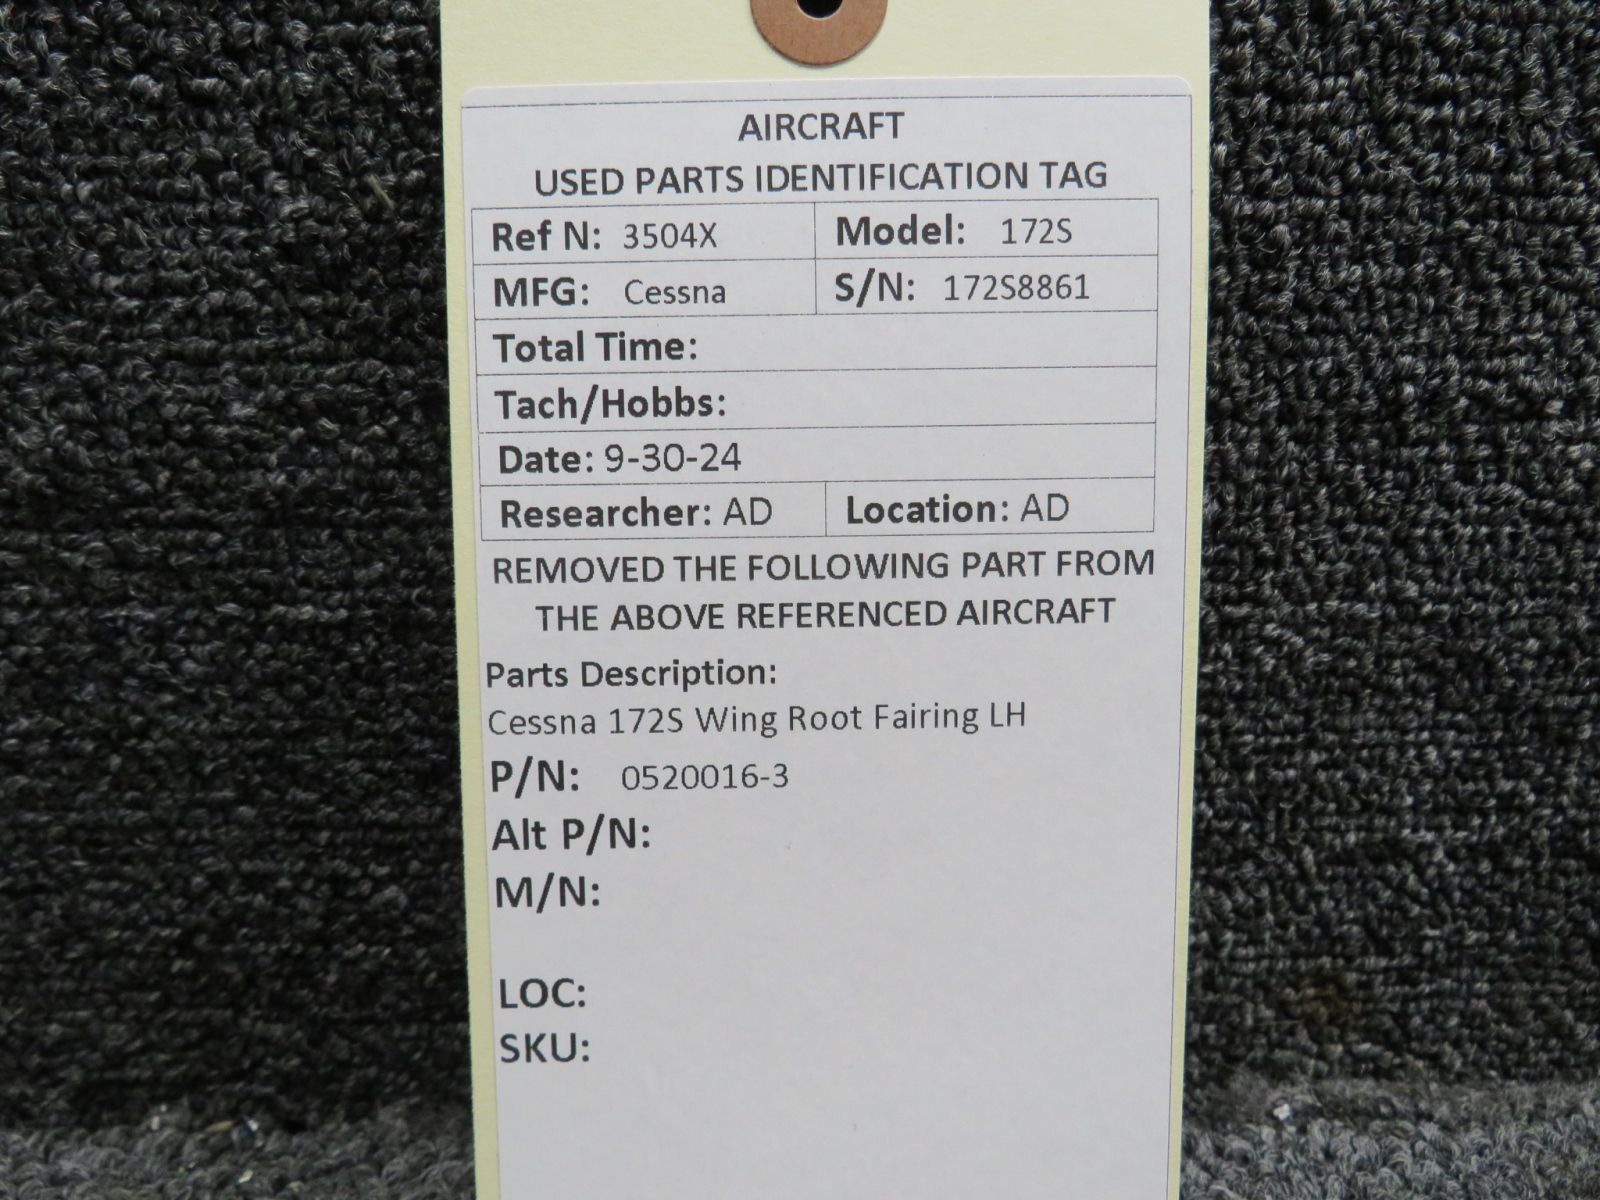 AIRCRAFT
USED PARTS IDENTIFICATION TAG
Ref N: 3504X Model: 172S
MFG: Cessna S/N: 172S8861
Total Time:
Tach/Hobbs:
Date: 9-30-24
Researcher: AD Location: AD
REMOVED THE FOLLOWING PART FROM
THE ABOVE REFERENCED AIRCRAFT
Parts Description:
Cessna 172S Wing Root Fairing LH
P/N: 0520016-3
Alt P/N:
M/N:
LOC:
SKU: